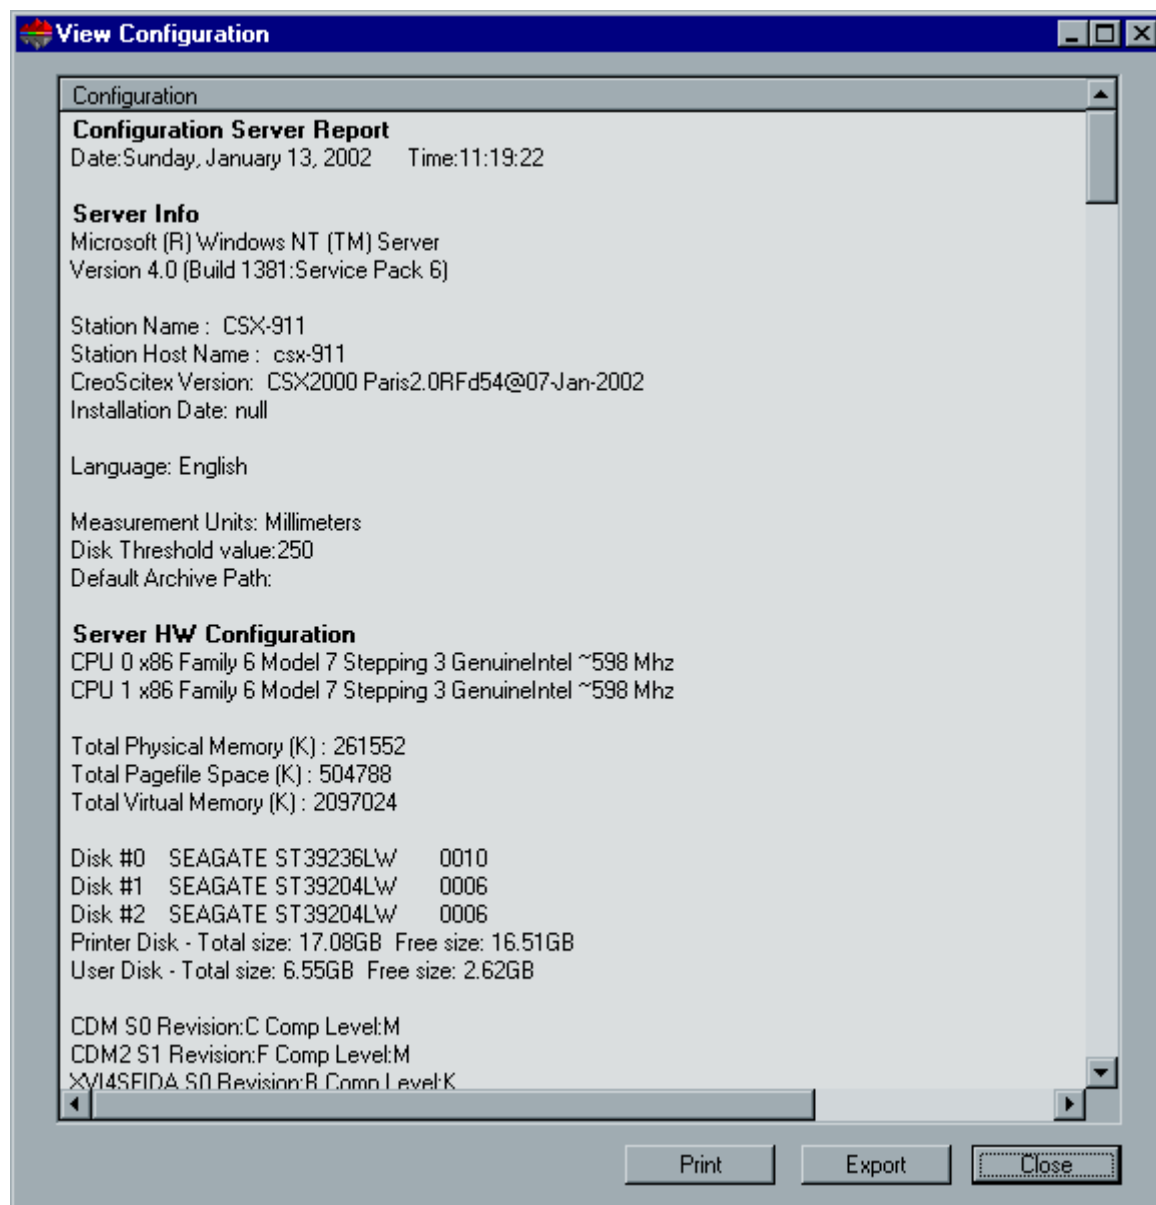 View Configuration
Configuration
Configuration Server Report
Date:Sunday, January 13, 2002 Time:11:19:22
Server Info
Microsoft (R) Windows NT (TM) Server
Version 4.0 (Build 1381:Service Pack 6)
Station Name : CSX-911
Station Host Name : csx-911
CreoScitex Version: CSX2000 Paris2.0RFd54@07-Jan-2002
Installation Date: null
Language: English
Measurement Units: Millimeters
Disk Threshold value:250
Default Archive Path:
Server HW Configuration
CPU 0 x86 Family 6 Model 7 Stepping 3 GenuineIntel ~598 Mhz
CPU 1 x86 Family 6 Model 7 Stepping 3 GenuineIntel ~598 Mhz
Total Physical Memory (K) : 261552
Total Pagefile Space (K) : 504788
Total Virtual Memory (K) : 2097024
Disk #0 SEAGATE ST39236LW 0010
Disk #1 SEAGATE ST39204LW 0006
Disk #2 SEAGATE ST39204LW 0006
Printer Disk - Total size: 17.08GB Free size: 16.51GB
User Disk - Total size: 6.55GB Free size: 2.62GB
CDM S0 Revision:C Comp Level:M
CDM2 S1 Revision:F Comp Level:M
S0 Comp Level:K
Print Export Close